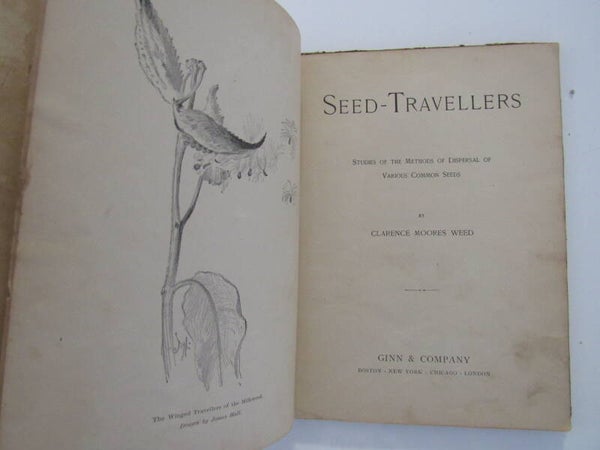 The Winged Travellers of the Milkweed.
Drawn by James Hall.
SEED-TRAVELLERS
STUDIES OF THE METHODS OF DISPERSAL OF
VARIOUS COMMON SEEDS
BY
CLARENCE MOORES WEED
GINN & COMPANY
BOSTON · NEW YORK · CHICAGO · LONDON